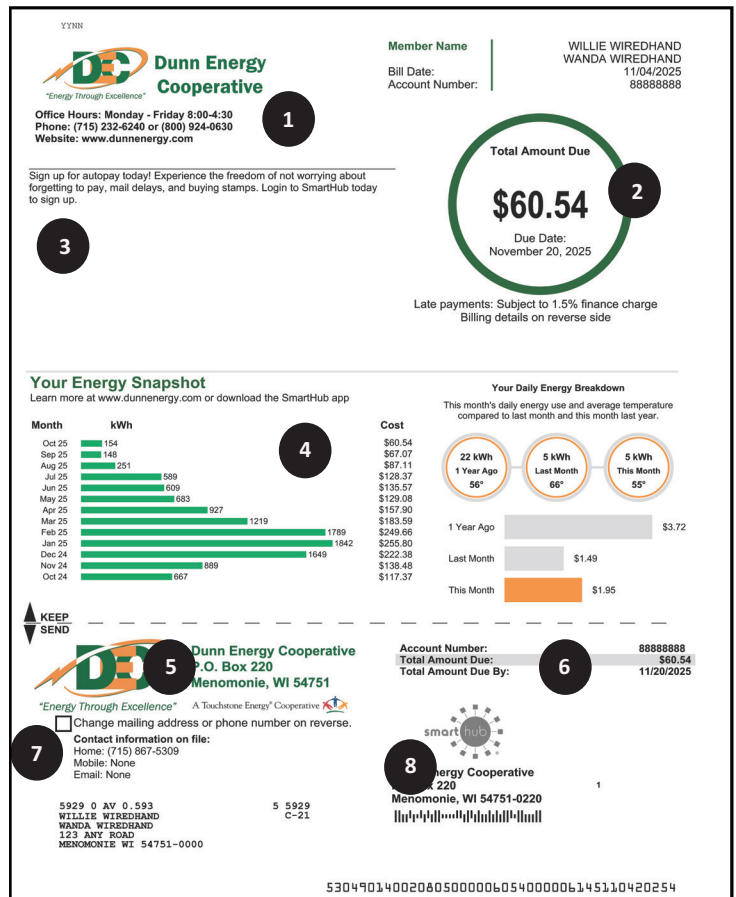 YYNN
DEC
Dunn Energy
Cooperative
"Energy Through Excellence"
Office Hours: Monday - Friday 8:00-4:30
Phone: (715) 232-6240 or (800) 924-0630
Website: www.dunnenergy.com
1
Member Name WILLIE WIREDHAND
WANDA WIREDHAND
Bill Date: 11/04/2025
Account Number: 88888888
Total Amount Due
$60.54
2
Due Date:
November 20, 2025
Late payments: Subject to 1.5% finance charge
Billing details on reverse side
Sign up for autopay today! Experience the freedom of not worrying about
forgetting to pay, mail delays, and buying stamps. Login to SmartHub today
to sign up.
3
Your Energy Snapshot
Learn more at www.dunnenergy.com or download the SmartHub app
Month kWh Cost
Oct 25 154 $60.54
Sep 25 148 $67.07
Aug 25 251 $87.11
Jul 25 589 $128.37
Jun 25 609 $135.57
May 25 683 $129.08
Apr 25 927 $157.90
Mar 25 1219 $183.59
Feb 25 1789 $249.66
Jan 25 1842 $255.80
Dec 24 1649 $222.38
Nov 24 889 $138.48
Oct 24 667 $117.37
4
Your Daily Energy Breakdown
This month's daily energy use and average temperature
compared to last month and this month last year.
22 kWh 5 kWh 5 kWh
1 Year Ago Last Month This Month
56° 66° 55°
1 Year Ago $3.72
Last Month $1.49
This Month $1.95
KEEP
SEND
DEC
5
Dunn Energy Cooperative
P.O. Box 220
Menomonie, WI 54751
"Energy Through Excellence" A Touchstone Energy® Cooperative
Account Number: 88888888
Total Amount Due: $60.54
Total Amount Due By: 11/20/2025
6
Change mailing address or phone number on reverse.
Contact information on file:
Home: (715) 867-5309
Mobile: None
Email: None
7
smart hub
8
ergy Cooperative
220 1
Menomonie, WI 54751-0220
5929 0 AV 0.593 5 5929
WILLIE WIREDHAND C-21
WANDA WIREDHAND
123 ANY ROAD
MENOMONIE WI 54751-0000
53049014002080500000605400000614511042025​4